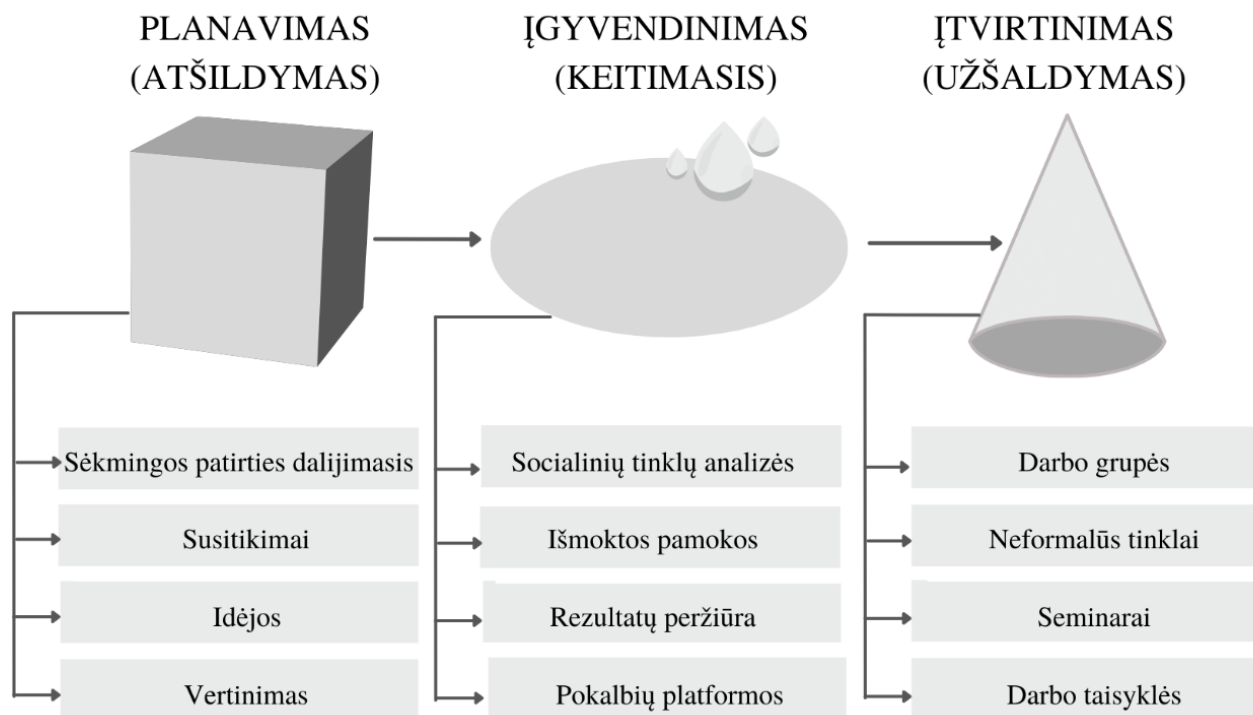 PLANAVIMAS
(ATŠILDYMAS)
ĮGYVENDINIMAS
(KEITIMASIS)
ĮTVIRTINIMAS
(UŽŠALDYMAS)
Sėkmingos patirties dalijimasis
Susitikimai
Idėjos
Vertinimas
Socialinių tinklų analizės
Išmoktos pamokos
Rezultatų peržiūra
Pokalbių platformos
Darbo grupės
Neformalūs tinklai
Seminarai
Darbo taisyklės